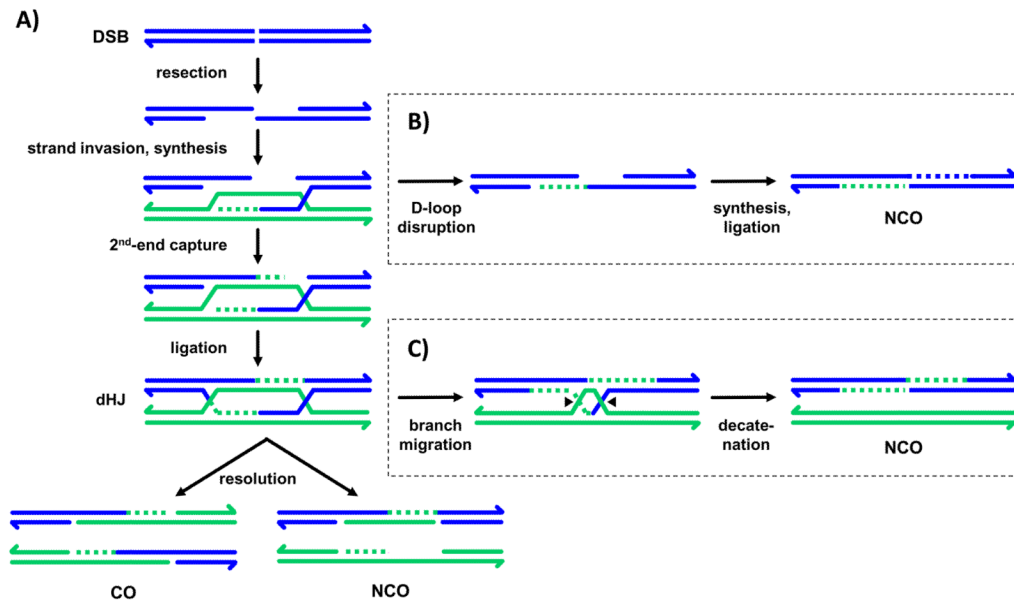 A)
DSB
resection
strand invasion, synthesis
2nd-end capture
ligation
dHJ
resolution
CO
NCO
B)
D-loop
disruption
synthesis,
ligation
NCO
C)
branch
migration
decate-
nation
NCO